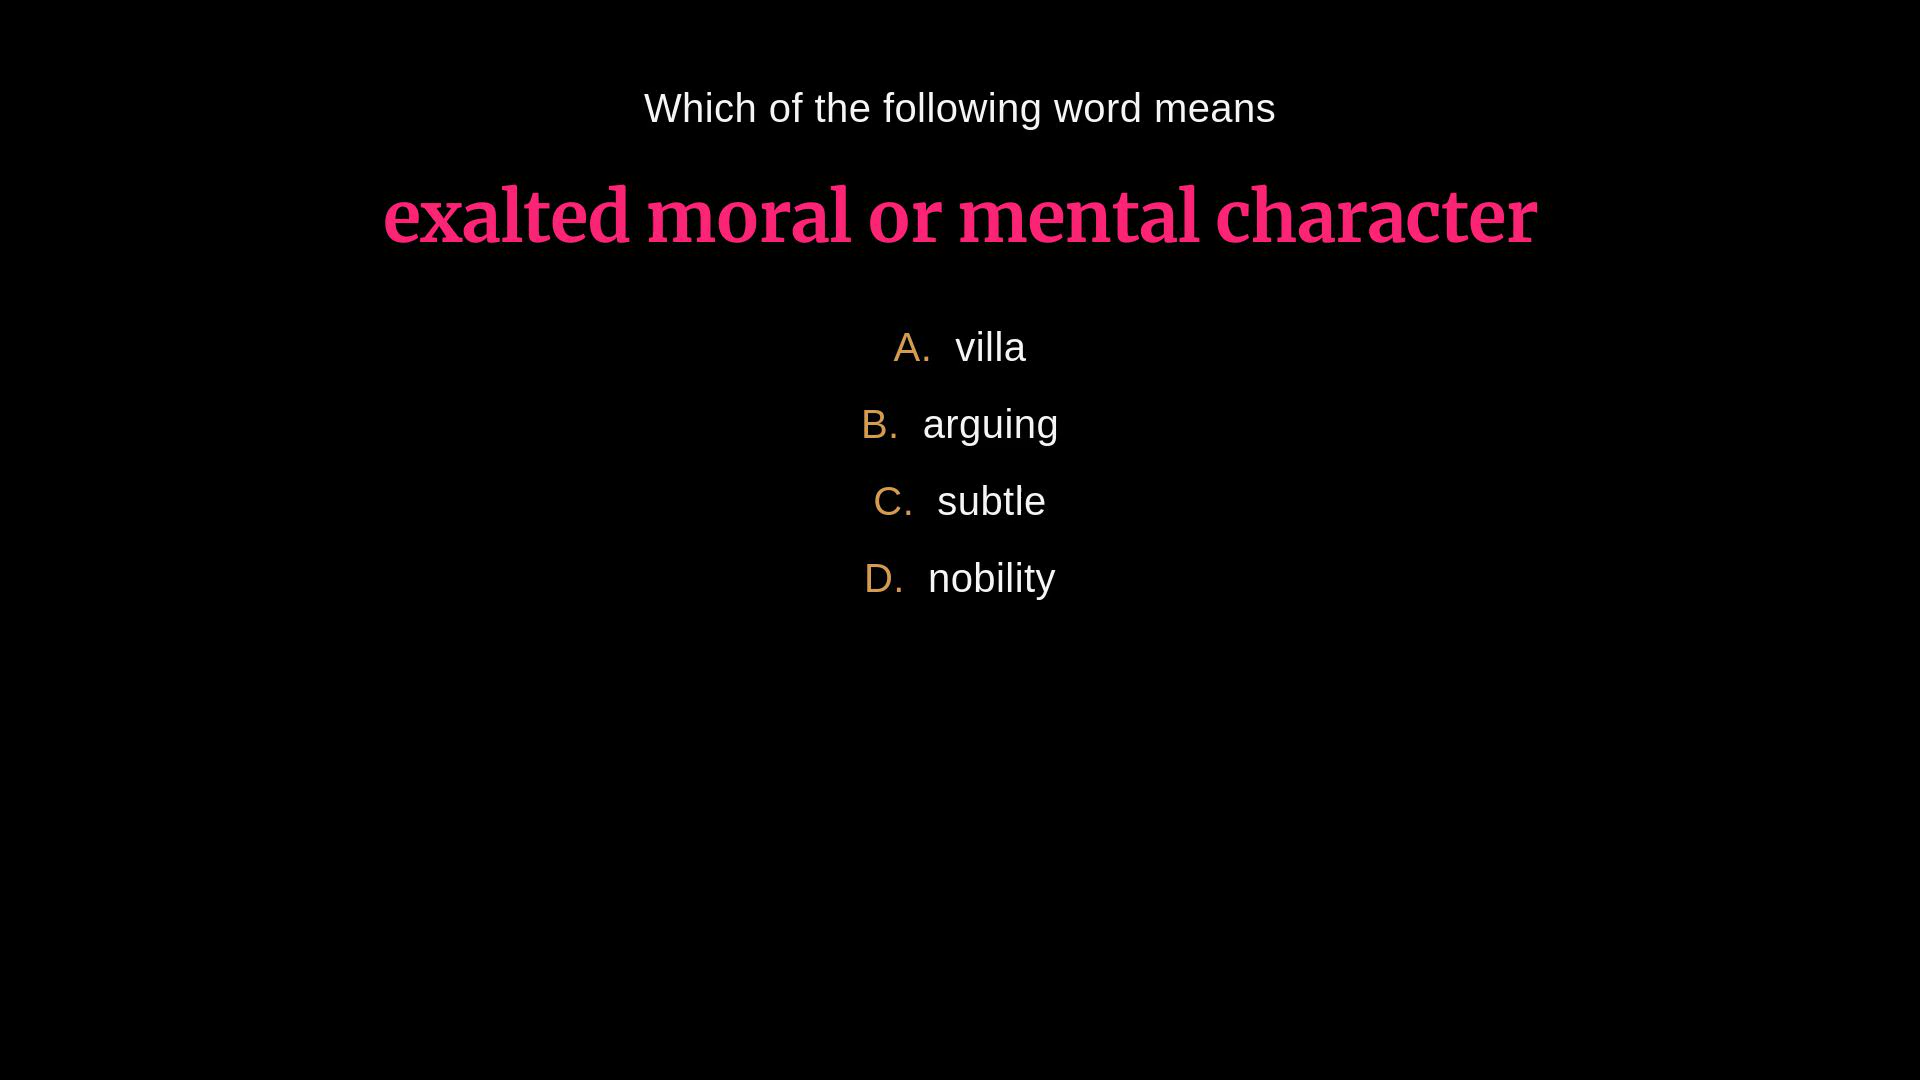 Which of the following word means
exalted moral or mental character
A. villa
B. arguing
C. subtle
D. nobility